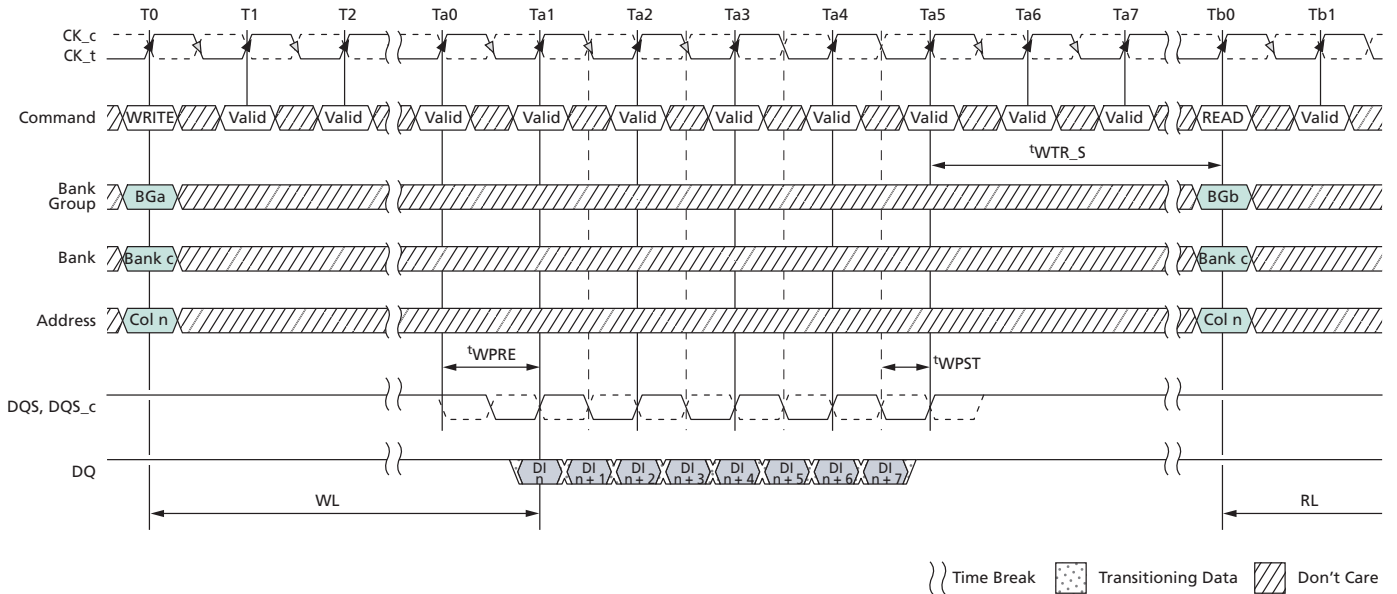 T0 T1 T2 Ta0 Ta1 Ta2 Ta3 Ta4 Ta5 Ta6 Ta7 Tb0 Tb1
CK_c
CK_t
Command WRITE Valid Valid Valid Valid Valid Valid Valid Valid Valid Valid READ Valid
tWTR_S
Bank
Group BGa BGb
Bank Bank c Bank c
Address Col n Col n
tWPRE tWPST
DQS, DQS_c
DQ DI n DI n + 1 DI n + 2 DI n + 3 DI n + 4 DI n + 5 DI n + 6 DI n + 7
WL RL
Time Break Transitioning Data Don't Care